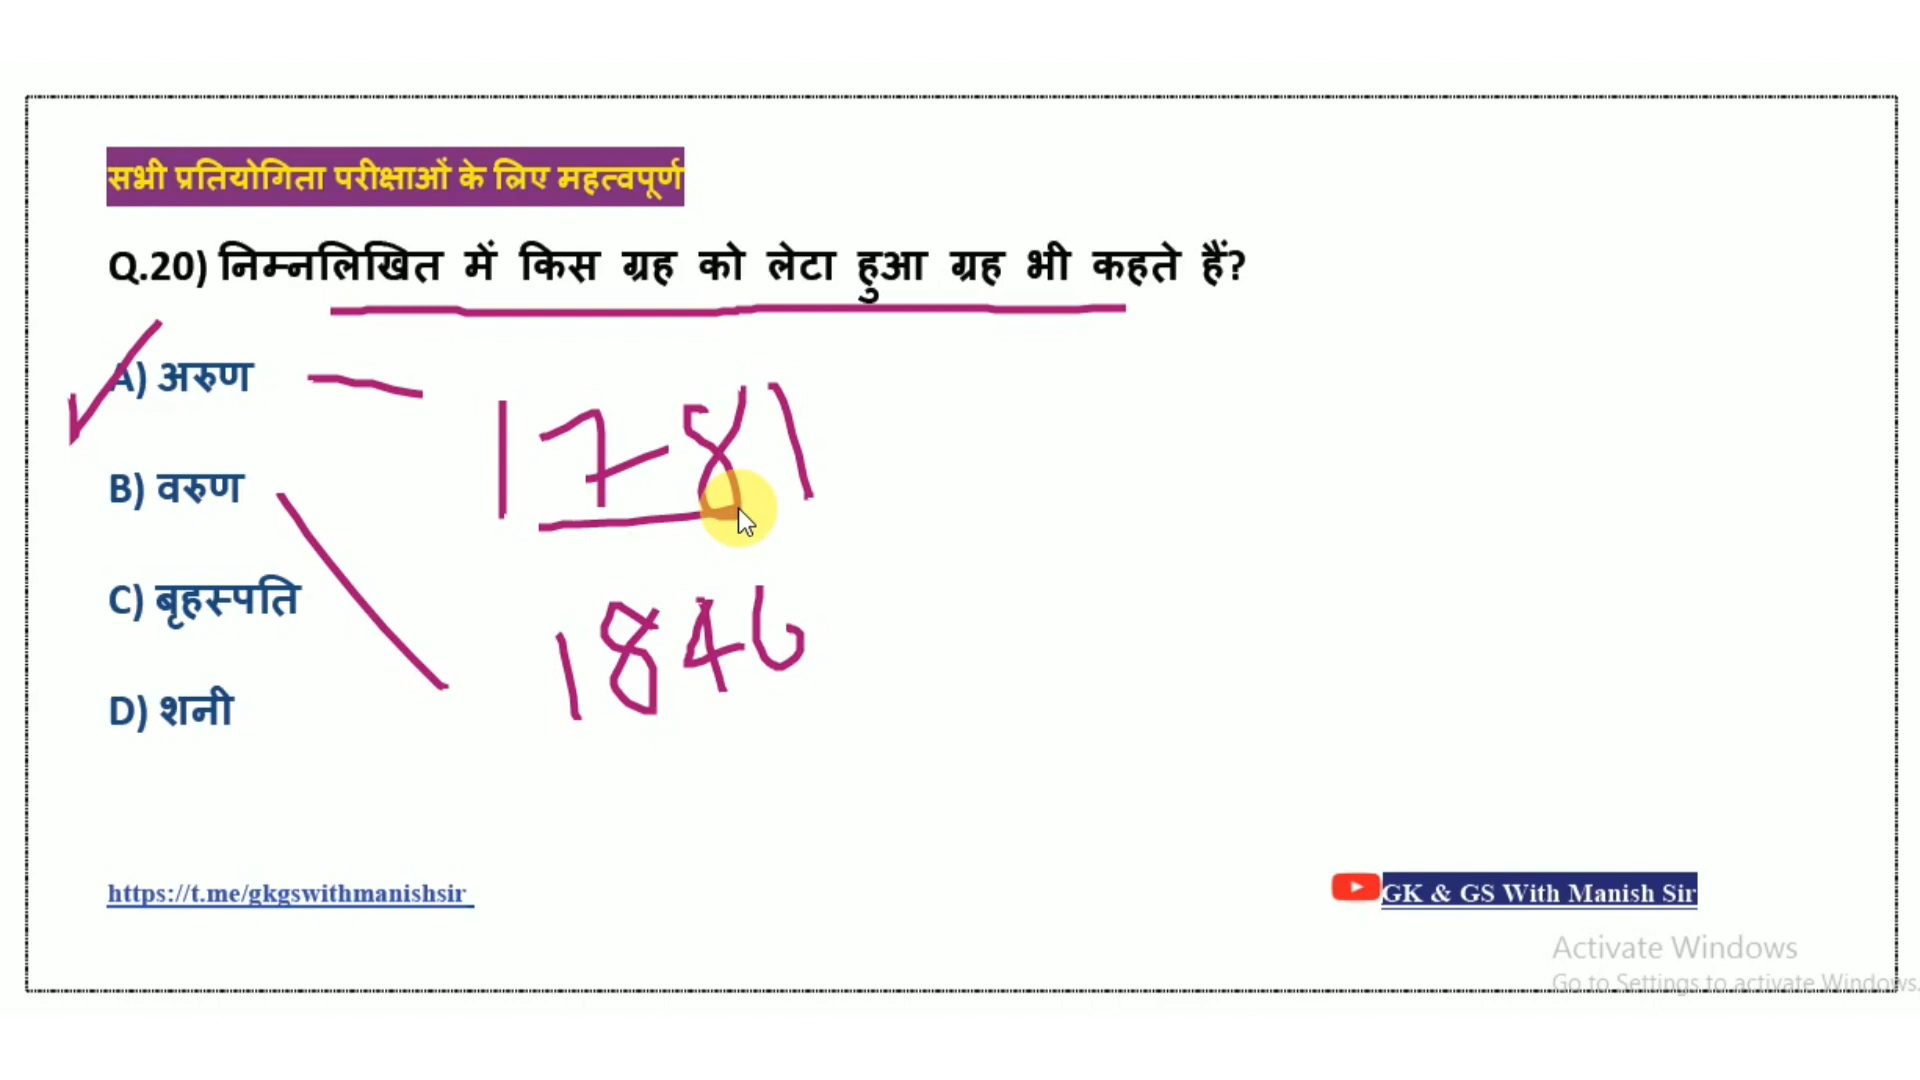 सभी प्रतियोगिता परीक्षाओं के लिए महत्वपूर्ण
Q.20) निम्नलिखित में किस ग्रह को लेटा हुआ ग्रह भी कहते हैं?
A) अरुण
1781
B) वरुण
C) बृहस्पति
1846
D) शनी
https://t.me/gkgswithmanishsir
GK & GS With Manish Sir
Activate Windows
Go to Settings to activate Windows.